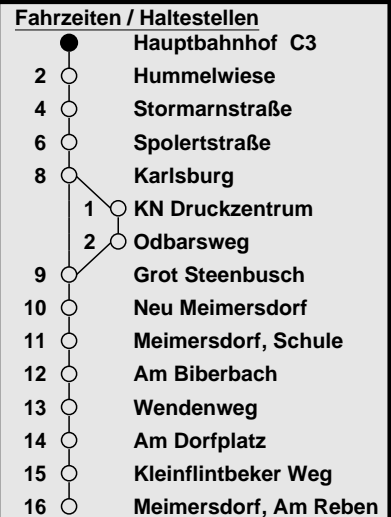 Fahrzeiten / Haltestellen
Hauptbahnhof C3
2 Hummelwiese
4 Stormarnstraße
6 Spolertstraße
8 Karlsburg
1 KN Druckzentrum
2 Odbarsweg
9 Grot Steenbusch
10 Neu Meimersdorf
11 Meimersdorf, Schule
12 Am Biberbach
13 Wendenweg
14 Am Dorfplatz
15 Kleinflintbeker Weg
16 Meimersdorf, Am Reben